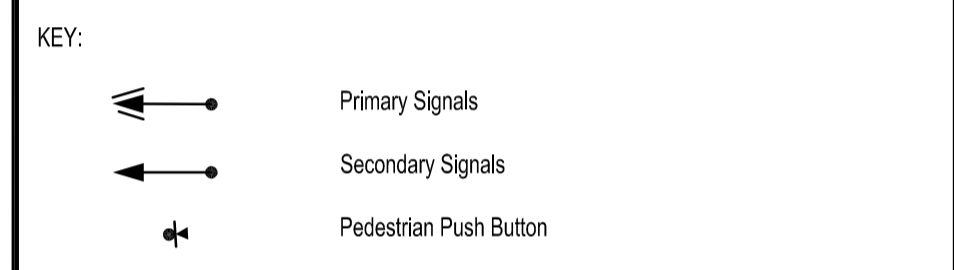 KEY:
Primary Signals
Secondary Signals
Pedestrian Push Button